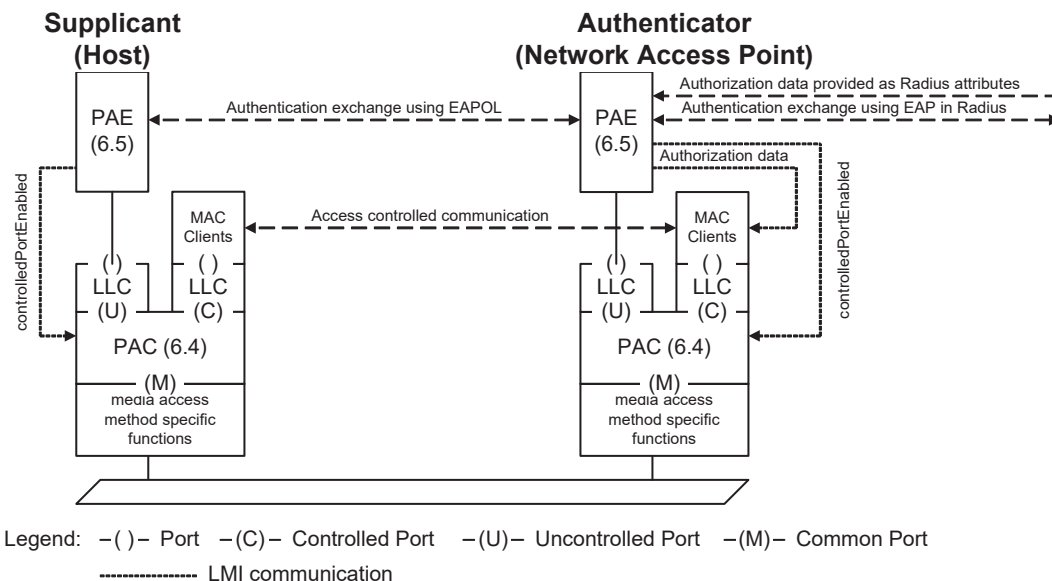 Supplicant
(Host)
Authenticator
(Network Access Point)
PAE
(6.5)
Authentication exchange using EAPOL
PAE
(6.5)
Authorization data provided as Radius attributes
Authentication exchange using EAP in Radius
Authorization data
controlledPortEnabled
controlledPortEnabled
MAC
Clients
Access controlled communication
MAC
Clients
( )
LLC
(U)
( )
LLC
(C)
( )
LLC
(U)
( )
LLC
(C)
PAC (6.4)
PAC (6.4)
(M)
media access
method specific
functions
(M)
media access
method specific
functions
Legend: –( )– Port –(C)– Controlled Port –(U)– Uncontrolled Port –(M)– Common Port
LMI communication